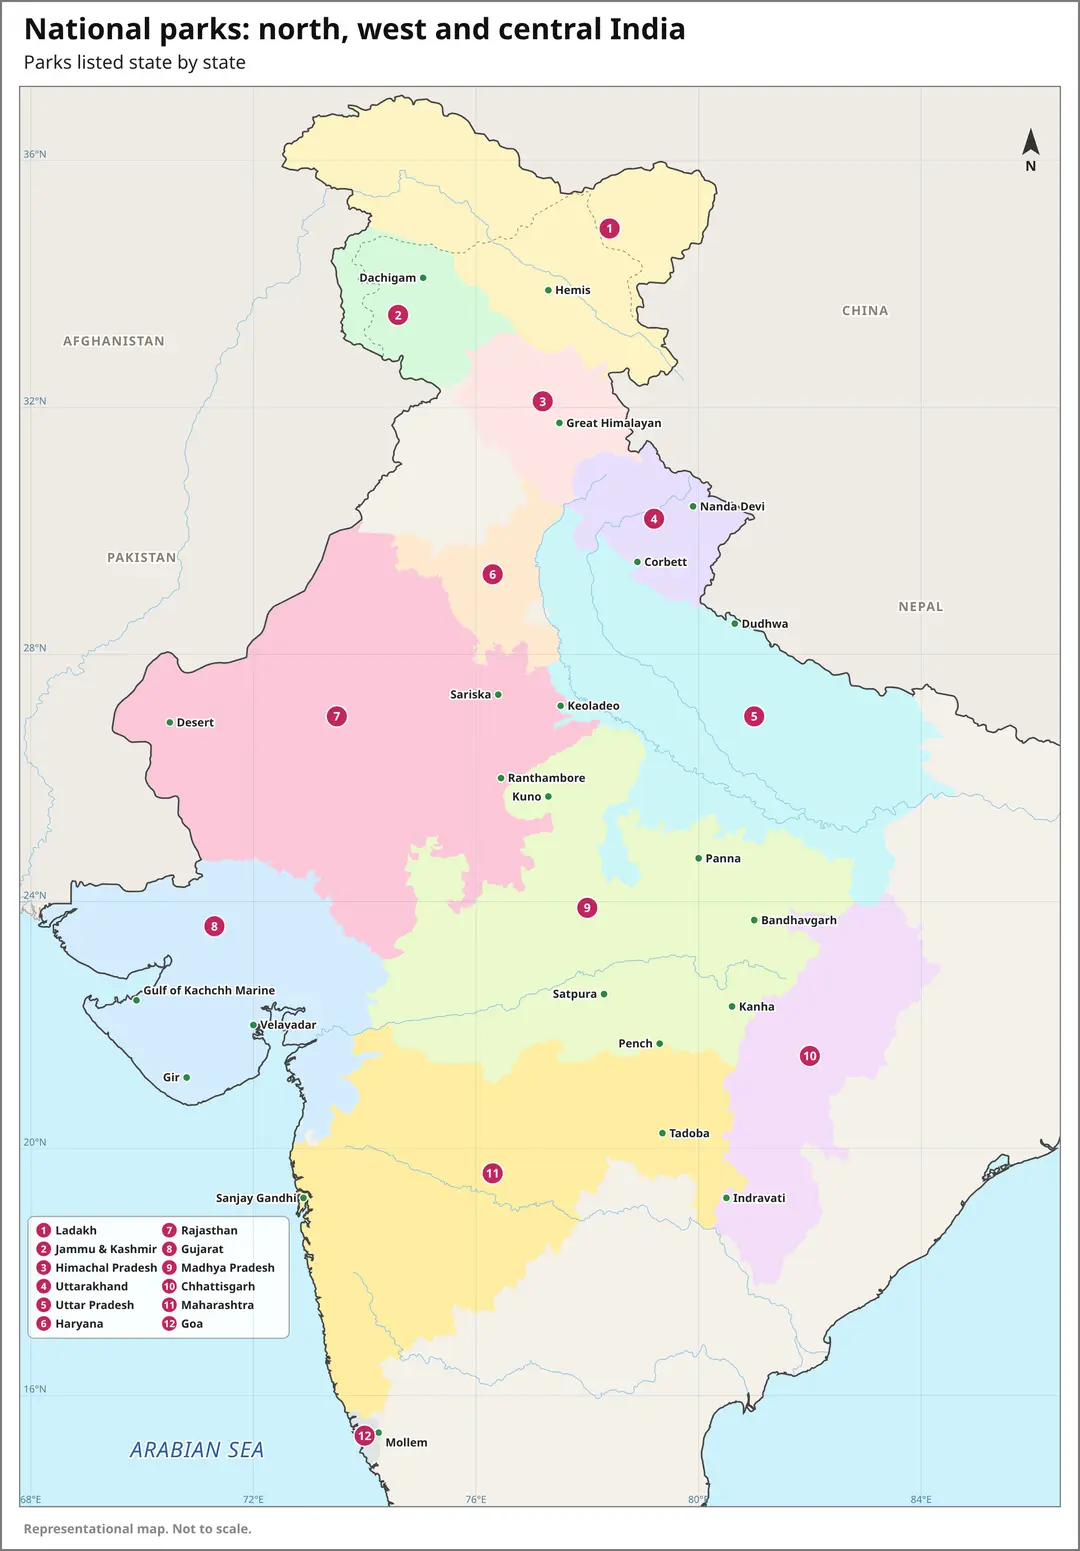 National parks: north, west and central India
Parks listed state by state
36°N
N
1
Dachigam
Hemis
2
CHINA
AFGHANISTAN
32°N
3
Great Himalayan
Nanda Devi
4
PAKISTAN
Corbett
6
NEPAL
Dudhwa
28°N
Sariska
Keoladeo
Desert
7
5
Ranthambore
Kuno
Panna
24°N
9
Bandhavgarh
8
Gulf of Kachchh Marine
Satpura
Kanha
Velavadar
Pench
10
Gir
Tadoba
20°N
11
Sanjay Gandhi
Indravati
1 Ladakh
2 Jammu & Kashmir
3 Himachal Pradesh
4 Uttarakhand
5 Uttar Pradesh
6 Haryana
7 Rajasthan
8 Gujarat
9 Madhya Pradesh
10 Chhattisgarh
11 Maharashtra
12 Goa
16°N
12
Mollem
ARABIAN SEA
68°E
72°E
76°E
80°E
84°E
Representational map. Not to scale.